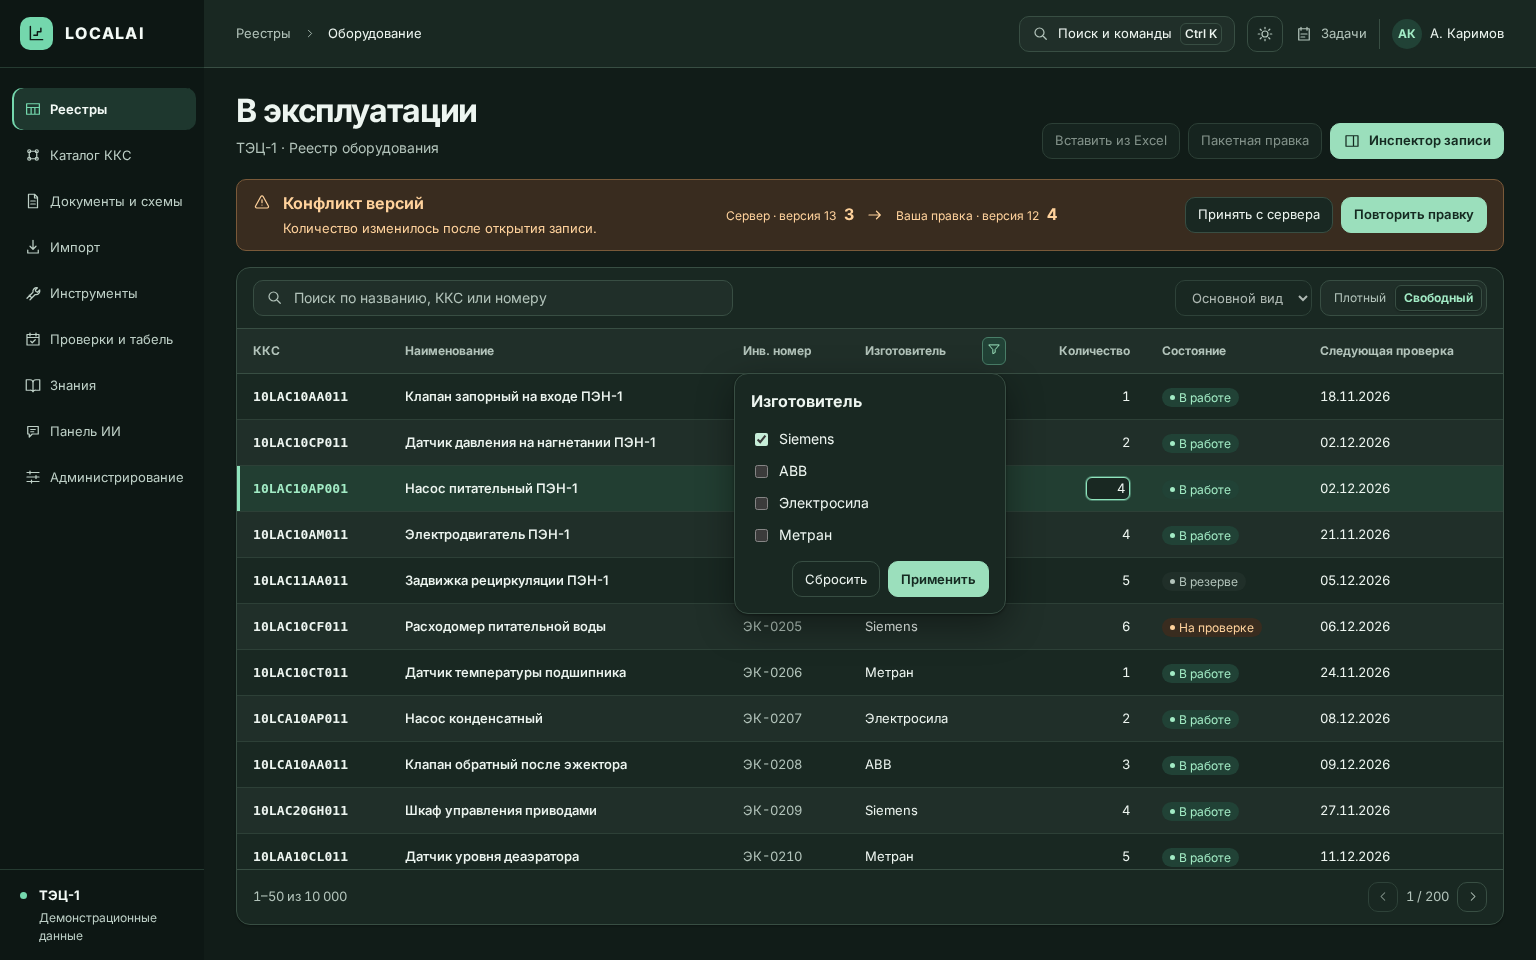 LOCALAI
Реестры
Оборудование
Поиск и команды
Ctrl K
Задачи
АК
А. Каримов
Реестры
Каталог ККС
Документы и схемы
Импорт
Инструменты
Проверки и табель
Знания
Панель ИИ
Администрирование
ТЭЦ-1
Демонстрационные
данные
В эксплуатации
ТЭЦ-1 · Реестр оборудования
Вставить из Excel
Пакетная правка
Инспектор записи
Конфликт версий
Количество изменилось после открытия записи.
Сервер · версия 13 3 → Ваша правка · версия 12 4
Принять с сервера
Повторить правку
Поиск по названию, ККС или номеру
Основной вид
Плотный
Свободный
ККС Наименование Инв. номер Изготовитель Количество Состояние Следующая проверка
10LAC10AA011 Клапан запорный на входе ПЭН-1 1 В работе 18.11.2026
10LAC10CP011 Датчик давления на нагнетании ПЭН-1 2 В работе 02.12.2026
10LAC10AP001 Насос питательный ПЭН-1 4 В работе 02.12.2026
10LAC10AM011 Электродвигатель ПЭН-1 4 В работе 21.11.2026
10LAC11AA011 Задвижка рециркуляции ПЭН-1 5 В резерве 05.12.2026
10LAC10CF011 Расходомер питательной воды ЭК-0205 Siemens 6 На проверке 06.12.2026
10LAC10CT011 Датчик температуры подшипника ЭК-0206 Метран 1 В работе 24.11.2026
10LCA10AP011 Насос конденсатный ЭК-0207 Электросила 2 В работе 08.12.2026
10LCA10AA011 Клапан обратный после эжектора ЭК-0208 ABB 3 В работе 09.12.2026
10LAC20GH011 Шкаф управления приводами ЭК-0209 Siemens 4 В работе 27.11.2026
10LAA10CL011 Датчик уровня деаэратора ЭК-0210 Метран 5 В работе 11.12.2026
Изготовитель
Siemens
ABB
Электросила
Метран
Сбросить
Применить
1–50 из 10 000
1 / 200